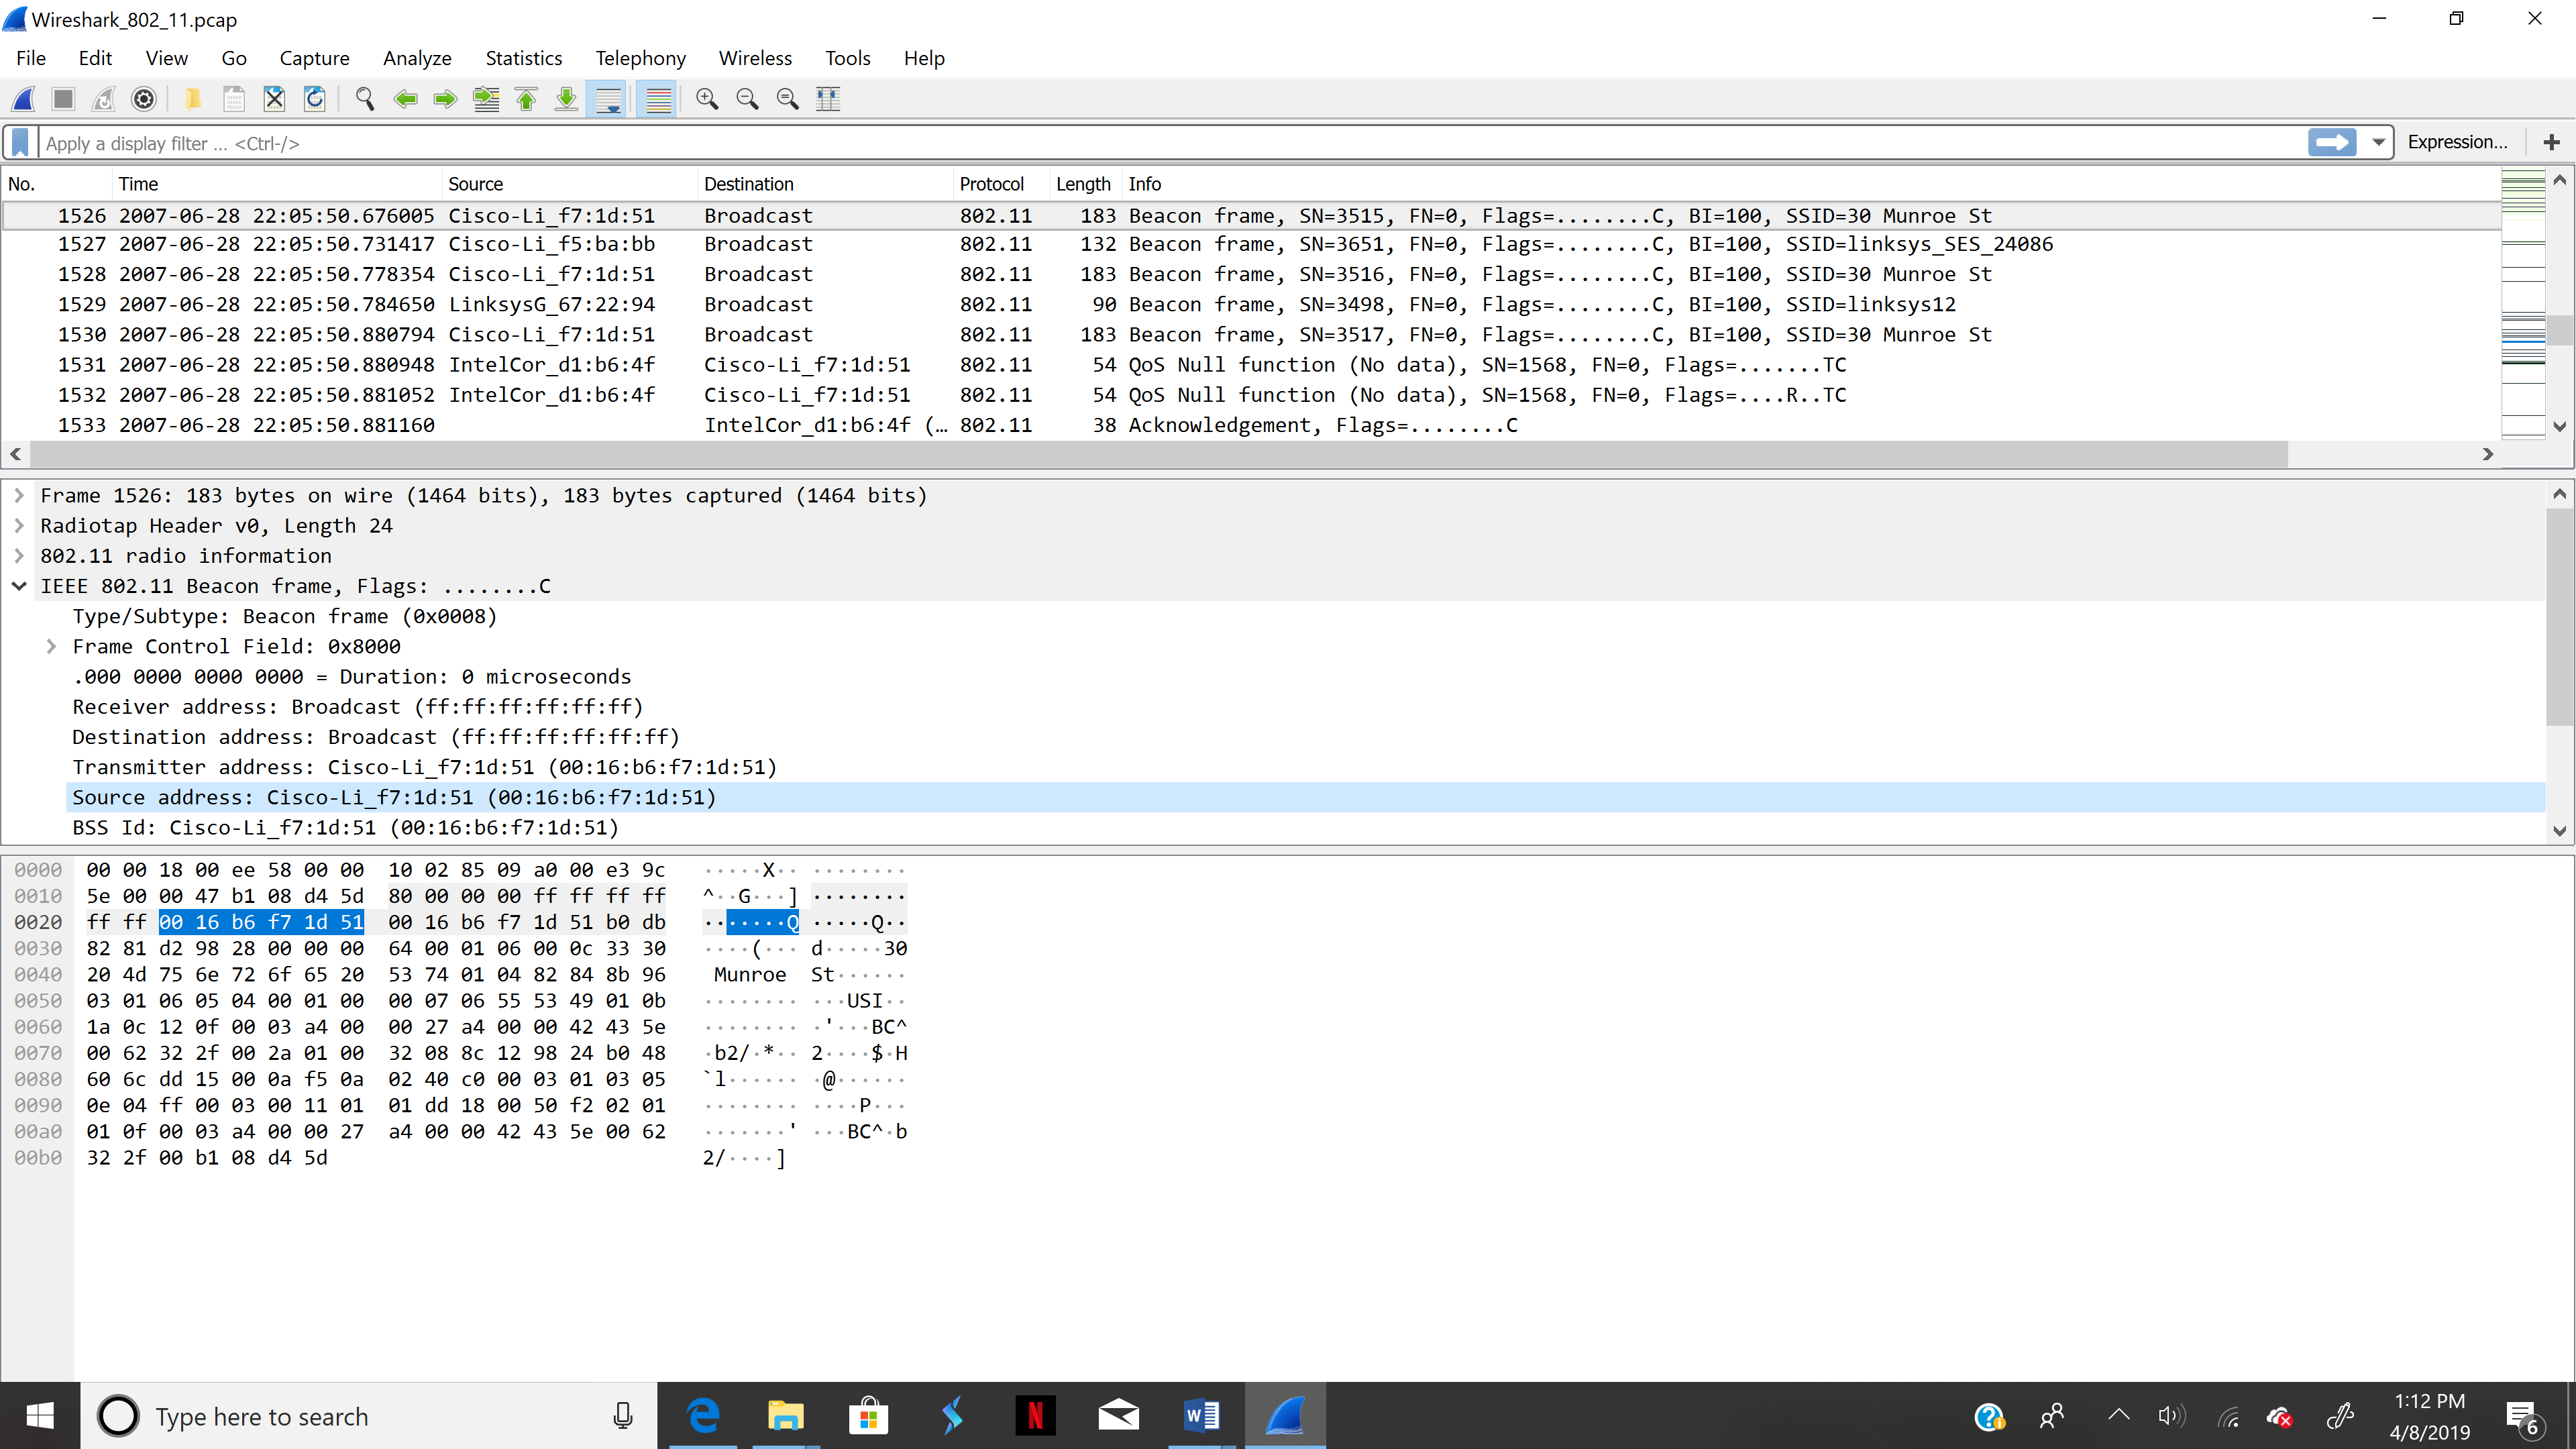 Wireshark_802_11.pcap
File Edit View Go Capture Analyze Statistics Telephony Wireless Tools Help
Apply a display filter ... <Ctrl-/> Expression... +
No. Time Source Destination Protocol Length Info
1526 2007-06-28 22:05:50.676005 Cisco-Li_f7:1d:51 Broadcast 802.11 183 Beacon frame, SN=3515, FN=0, Flags=........C, BI=100, SSID=30 Munroe St
1527 2007-06-28 22:05:50.731417 Cisco-Li_f5:ba:bb Broadcast 802.11 132 Beacon frame, SN=3651, FN=0, Flags=........C, BI=100, SSID=linksys_SES_24086
1528 2007-06-28 22:05:50.778354 Cisco-Li_f7:1d:51 Broadcast 802.11 183 Beacon frame, SN=3516, FN=0, Flags=........C, BI=100, SSID=30 Munroe St
1529 2007-06-28 22:05:50.784650 LinksysG_67:22:94 Broadcast 802.11 90 Beacon frame, SN=3498, FN=0, Flags=........C, BI=100, SSID=linksys12
1530 2007-06-28 22:05:50.880794 Cisco-Li_f7:1d:51 Broadcast 802.11 183 Beacon frame, SN=3517, FN=0, Flags=........C, BI=100, SSID=30 Munroe St
1531 2007-06-28 22:05:50.880948 IntelCor_d1:b6:4f Cisco-Li_f7:1d:51 802.11 54 QoS Null function (No data), SN=1568, FN=0, Flags=.......TC
1532 2007-06-28 22:05:50.881052 IntelCor_d1:b6:4f Cisco-Li_f7:1d:51 802.11 54 QoS Null function (No data), SN=1568, FN=0, Flags=....R..TC
1533 2007-06-28 22:05:50.881160 IntelCor_d1:b6:4f (… 802.11 38 Acknowledgement, Flags=........C
Frame 1526: 183 bytes on wire (1464 bits), 183 bytes captured (1464 bits)
Radiotap Header v0, Length 24
802.11 radio information
IEEE 802.11 Beacon frame, Flags: ........C
Type/Subtype: Beacon frame (0x0008)
Frame Control Field: 0x8000
.000 0000 0000 0000 = Duration: 0 microseconds
Receiver address: Broadcast (ff:ff:ff:ff:ff:ff)
Destination address: Broadcast (ff:ff:ff:ff:ff:ff)
Transmitter address: Cisco-Li_f7:1d:51 (00:16:b6:f7:1d:51)
Source address: Cisco-Li_f7:1d:51 (00:16:b6:f7:1d:51)
BSS Id: Cisco-Li_f7:1d:51 (00:16:b6:f7:1d:51)
0000 00 00 18 00 ee 58 00 00 10 02 85 09 a0 00 e3 9c ·····X·· ········
0010 5e 00 00 47 b1 08 d4 5d 80 00 00 00 ff ff ff ff ^··G···] ········
0020 ff ff 00 16 b6 f7 1d 51 00 16 b6 f7 1d 51 b0 db ·······Q ·····Q··
0030 82 81 d2 98 28 00 00 00 64 00 01 06 00 0c 33 30 ····(··· d·····30
0040 20 4d 75 6e 72 6f 65 20 53 74 01 04 82 84 8b 96 Munroe St······
0050 03 01 06 05 04 00 01 00 00 07 06 55 53 49 01 0b ········ ···USI··
0060 1a 0c 12 0f 00 03 a4 00 00 27 a4 00 00 42 43 5e ········ ·'···BC^
0070 00 62 32 2f 00 2a 01 00 32 08 8c 12 98 24 b0 48 ·b2/·*·· 2····$·H
0080 60 6c dd 15 00 0a f5 0a 02 40 c0 00 03 01 03 05 `l······ ·@······
0090 0e 04 ff 00 03 00 11 01 01 dd 18 00 50 f2 02 01 ········ ····P···
00a0 01 0f 00 03 a4 00 00 27 a4 00 00 42 43 5e 00 62 ·······' ···BC^·b
00b0 32 2f 00 b1 08 d4 5d 2/····]
Type here to search
1:12 PM
4/8/2019
6